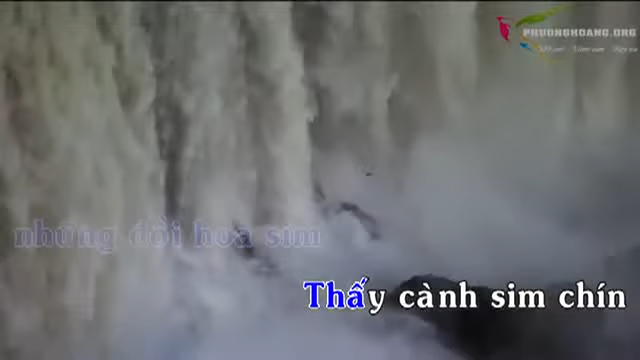 PHUONGHOANG.ORG
những đồi hoa sim
Thấy cành sim chín